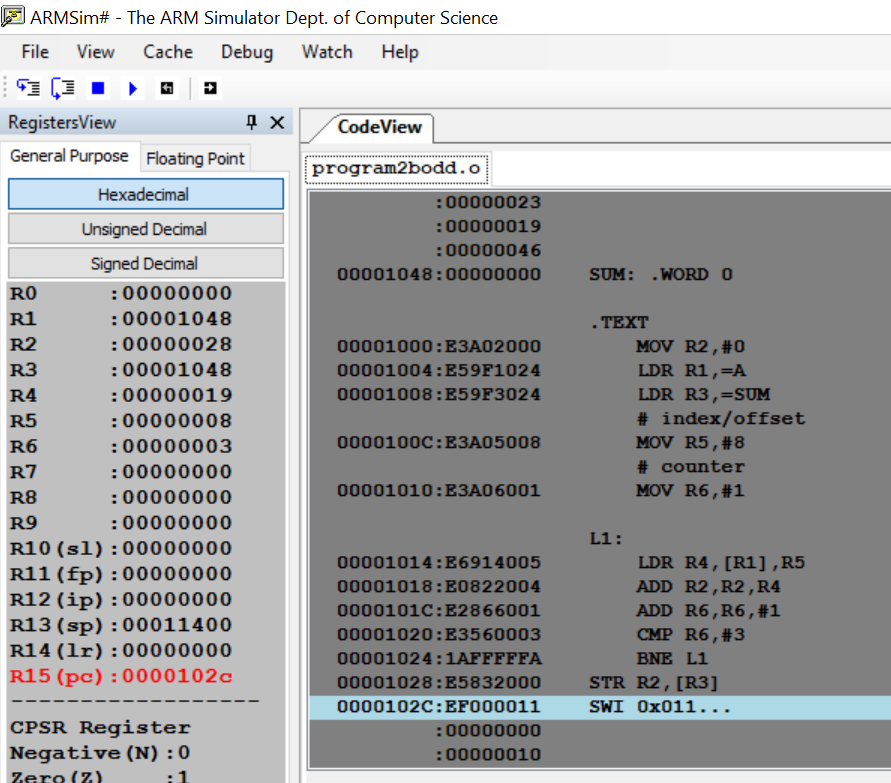 ARMSim# - The ARM Simulator Dept. of Computer Science
File View Cache Debug Watch Help
RegistersView
General Purpose Floating Point
Hexadecimal
Unsigned Decimal
Signed Decimal
R0 :00000000
R1 :00001048
R2 :00000028
R3 :00001048
R4 :00000019
R5 :00000008
R6 :00000003
R7 :00000000
R8 :00000000
R9 :00000000
R10(sl):00000000
R11(fp):00000000
R12(ip):00000000
R13(sp):00011400
R14(lr):00000000
R15(pc):0000102c
--------------------
CPSR Register
Negative(N):0
Zero(Z) :1
CodeView
program2bodd.o
:00000023
:00000019
:00000046
00001048:00000000 SUM: .WORD 0
.TEXT
00001000:E3A02000 MOV R2,#0
00001004:E59F1024 LDR R1,=A
00001008:E59F3024 LDR R3,=SUM
# index/offset
0000100C:E3A05008 MOV R5,#8
# counter
00001010:E3A06001 MOV R6,#1
L1:
00001014:E6914005 LDR R4,[R1],R5
00001018:E0822004 ADD R2,R2,R4
0000101C:E2866001 ADD R6,R6,#1
00001020:E3560003 CMP R6,#3
00001024:1AFFFFFA BNE L1
00001028:E5832000 STR R2,[R3]
0000102C:EF000011 SWI 0x011...
:00000000
:00000010